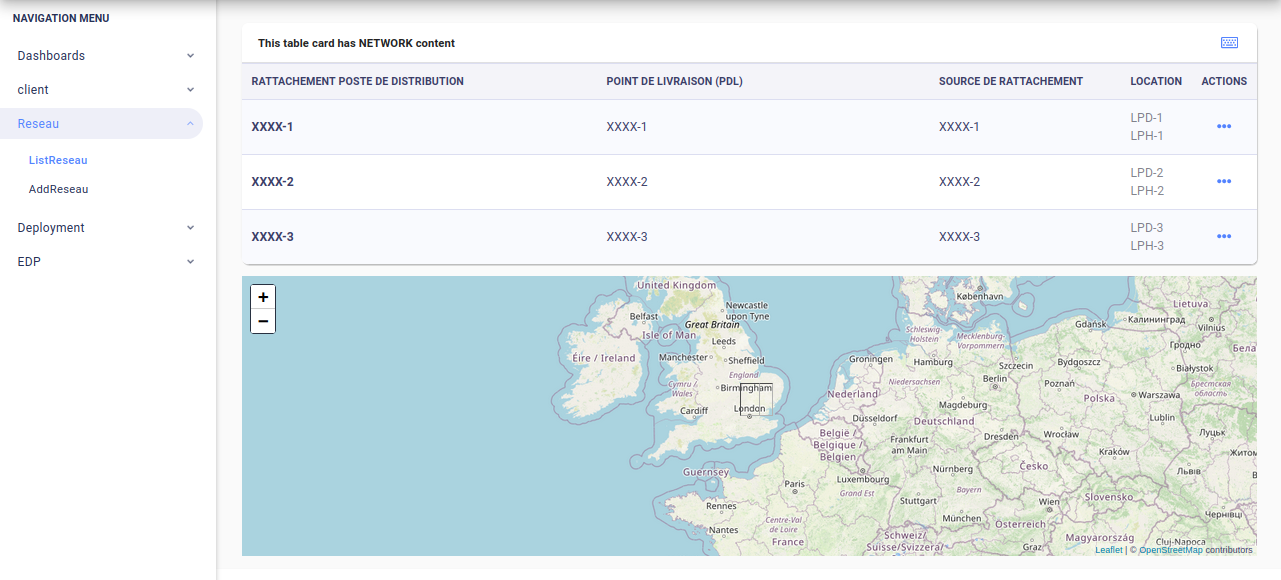 NAVIGATION MENU
Dashboards
client
Reseau
ListReseau
AddReseau
Deployment
EDP
This table card has NETWORK content
RATTACHEMENT POSTE DE DISTRIBUTION POINT DE LIVRAISON (PDL) SOURCE DE RATTACHEMENT LOCATION ACTIONS
XXXX-1 XXXX-1 XXXX-1 LPD-1
LPH-1
XXXX-2 XXXX-2 XXXX-2 LPD-2
LPH-2
XXXX-3 XXXX-3 XXXX-3 LPD-3
LPH-3
+
−
United Kingdom
Newcastle
upon Tyne
Belfast
Great Britain
Isle of Man
Leeds
Éire / Ireland
Manchester
Sheffield
England
Cymru /
Wales
Birmingham
Cardiff
London
Guernsey
København
Lietuva
Schleswig-
Holstein
Mecklenburg-
Vorpommern
Gdańsk
Калининград
Vilnius
Гродно
Бела
Groningen
Hamburg
Szczecin
Bydgoszcz
Białystok
Niedersachsen
Berlin
Poznań
Брестская
область
Nederland
Magdeburg
Polska
Warszawa
Düsseldorf
Deutschland
Lublin
België /
Belgique /
Belgien
Frankfurt
am Main
Dresden
Wrocław
Луцьк
Kraków
Житом
Česko
Львів
Luxembourg
Nürnberg
Paris
Grand Est
Bayern
Stuttgart
Slovensko
Rennes
Wien
München
Чернівці
Nantes
Centre-Val
de Loire
France
Österreich
Schweiz/
Suisse/Svizzera/
Magyarország
Graz
Cluj-Napoca
Leaflet | © OpenStreetMap contributors